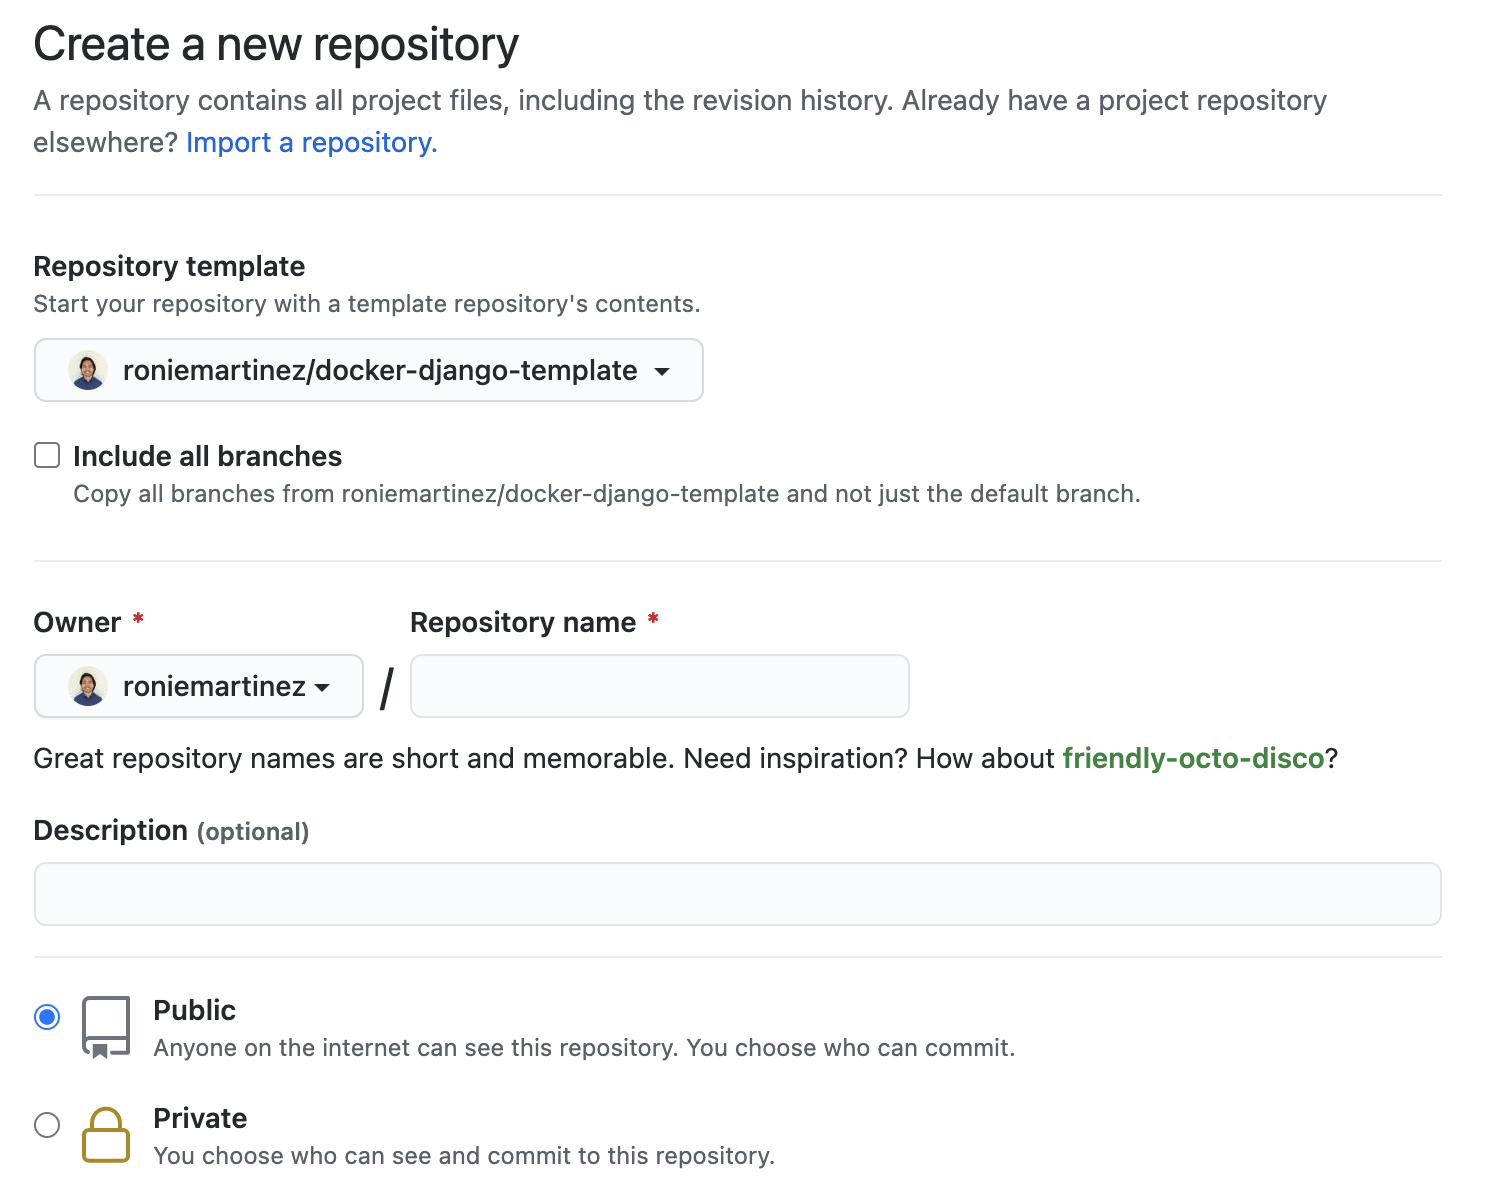 Create a new repository
A repository contains all project files, including the revision history. Already have a project repository
elsewhere? Import a repository.
Repository template
Start your repository with a template repository's contents.
roniemartinez/docker-django-template
Include all branches
Copy all branches from roniemartinez/docker-django-template and not just the default branch.
Owner * Repository name *
roniemartinez /
Great repository names are short and memorable. Need inspiration? How about friendly-octo-disco?
Description (optional)
Public
Anyone on the internet can see this repository. You choose who can commit.
Private
You choose who can see and commit to this repository.